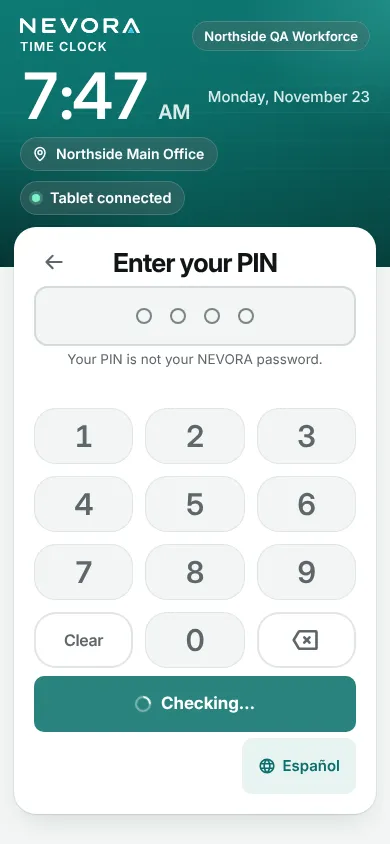 NEVORA
TIME CLOCK
Northside QA Workforce
7:47 AM
Monday, November 23
Northside Main Office
Tablet connected
Enter your PIN
Your PIN is not your NEVORA password.
1 2 3
4 5 6
7 8 9
Clear 0
Checking...
Español